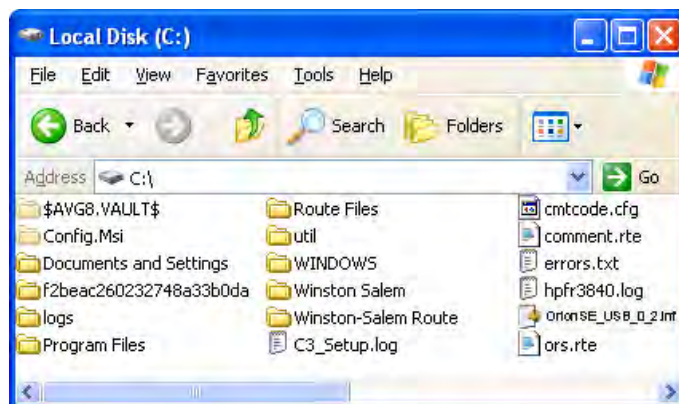 Local Disk (C:)
File Edit View Favorites Tools Help
Back Search Folders
Address C:\ Go
$AVG8.VAULT$ Route Files cmtcode.cfg
Config.Msi util comment.rte
Documents and Settings WINDOWS errors.txt
f2beac260232748a33b0da Winston Salem hpfr3840.log
logs Winston-Salem Route OrionSE_USB_0_2.inf
Program Files C3_Setup.log ors.rte